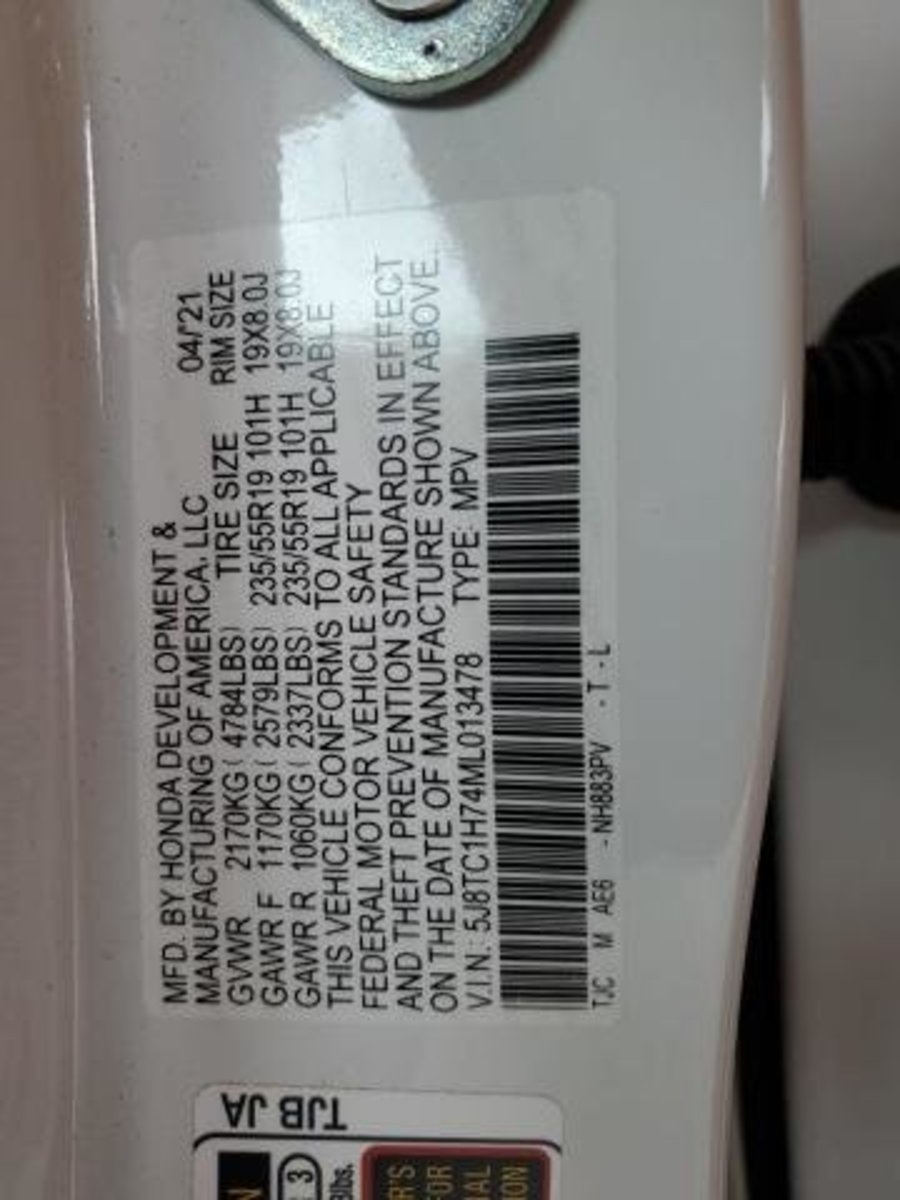 MFD. BY HONDA DEVELOPMENT &
MANUFACTURING OF AMERICA, LLC 04/'21
GVWR 2170KG ( 4784LBS) TIRE SIZE RIM SIZE
GAWR F 1170KG ( 2579LBS) 235/55R19 101H 19X8.0J
GAWR R 1060KG ( 2337LBS) 235/55R19 101H 19X8.0J
THIS VEHICLE CONFORMS TO ALL APPLICABLE
FEDERAL MOTOR VEHICLE SAFETY
AND THEFT PREVENTION STANDARDS IN EFFECT
ON THE DATE OF MANUFACTURE SHOWN ABOVE.
V.I.N.: 5J8TC1H74ML013478 TYPE: MPV
TJC M AE6 -NH883PV - T - L
TJB JA
N
3
lbs.
R'S
FOR